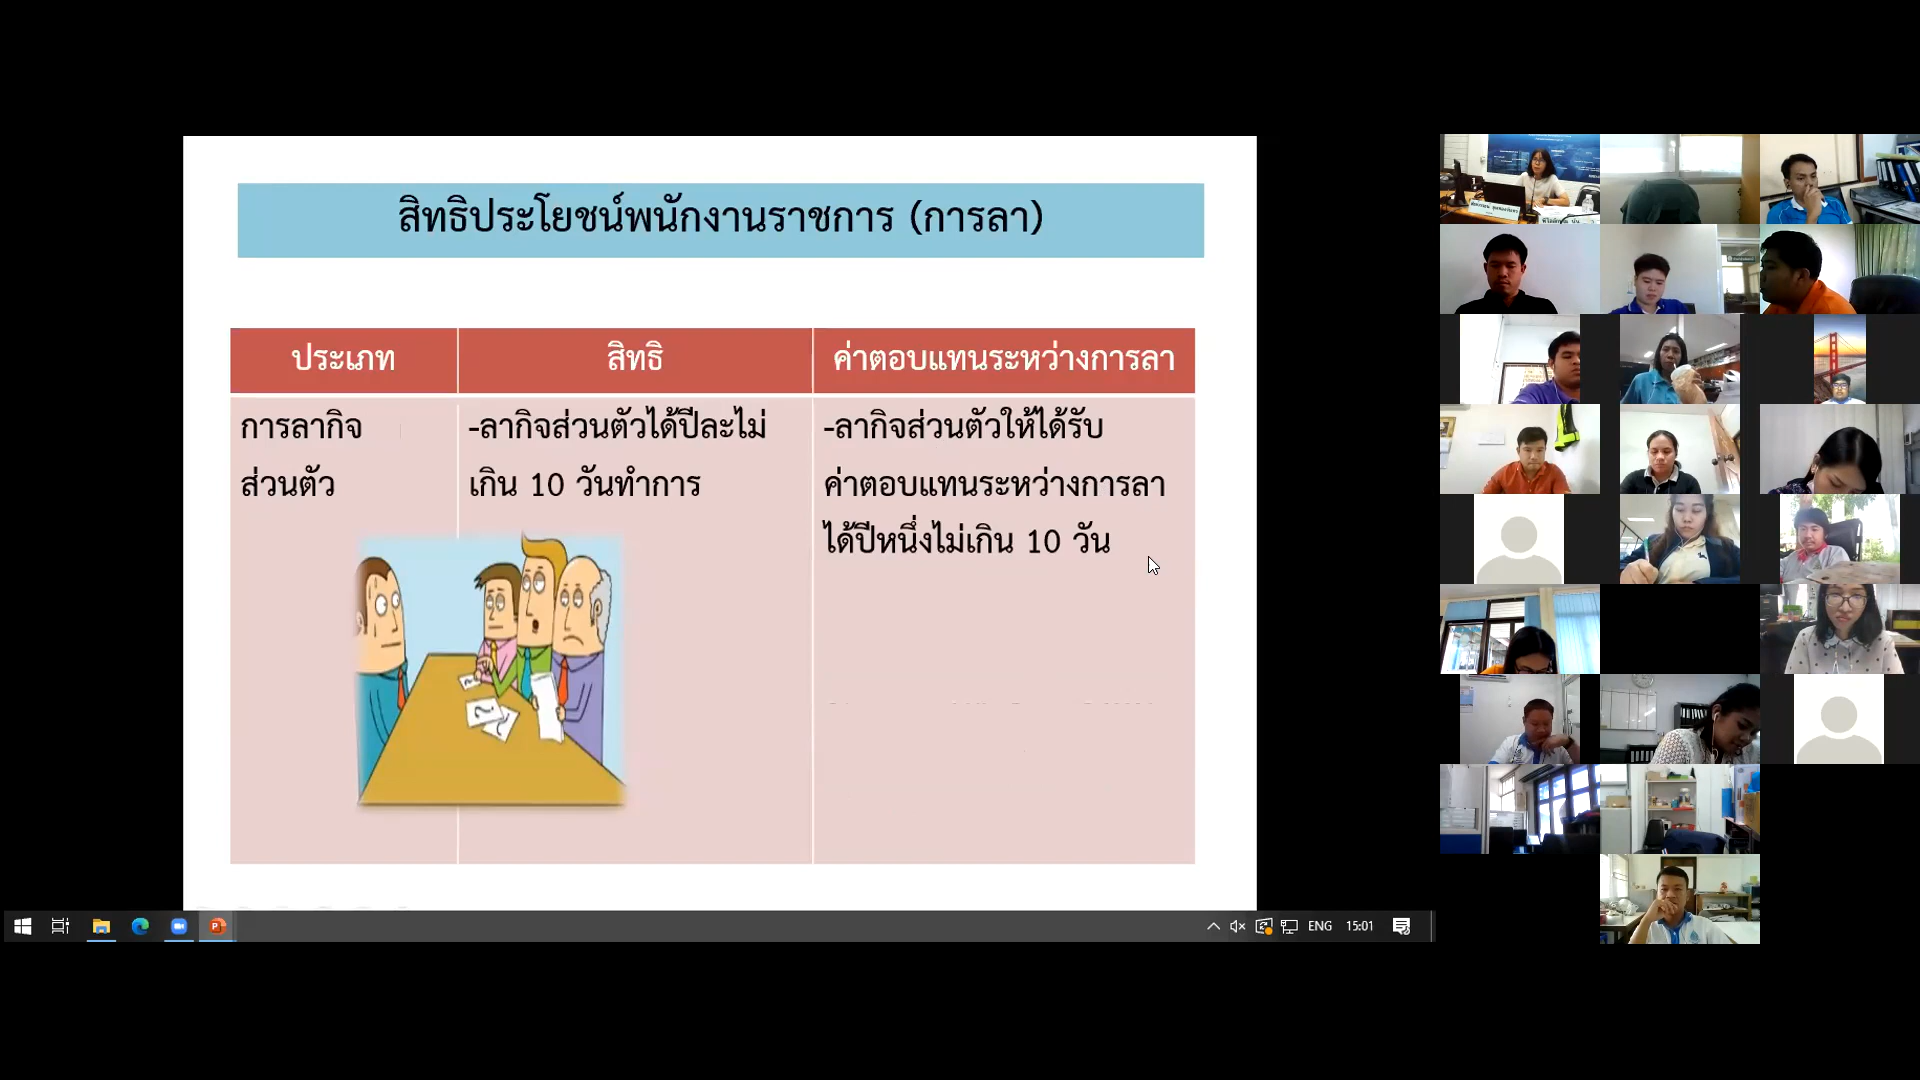 สิทธิประโยชน์พนักงานราชการ (การลา)
ประเภท
สิทธิ
ค่าตอบแทนระหว่างการลา
การลากิจ
ส่วนตัว
-ลากิจส่วนตัวได้ปีละไม่
เกิน 10 วันทำการ
-ลากิจส่วนตัวให้ได้รับ
ค่าตอบแทนระหว่างการลา
ได้ปีหนึ่งไม่เกิน 10 วัน
ENG
15:01